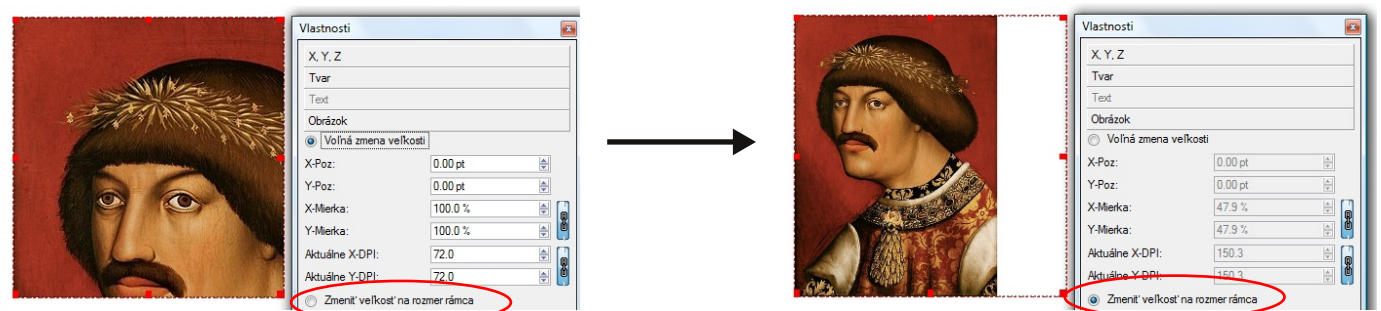 Vlastnosti
X, Y, Z
Tvar
Text
Obrázok
Voľná zmena veľkosti
X-Poz: 0.00 pt
Y-Poz: 0.00 pt
X-Mierka: 100.0 %
Y-Mierka: 100.0 %
Aktuálne X-DPI: 72.0
Aktuálne Y-DPI: 72.0
Zmeniť veľkosť na rozmer rámca
Vlastnosti
X, Y, Z
Tvar
Text
Obrázok
Voľná zmena veľkosti
X-Poz: 0.00 pt
Y-Poz: 0.00 pt
X-Mierka: 47.9 %
Y-Mierka: 47.9 %
Aktuálne X-DPI: 150.3
Aktuálne Y-DPI: 150.3
Zmeniť veľkosť na rozmer rámca